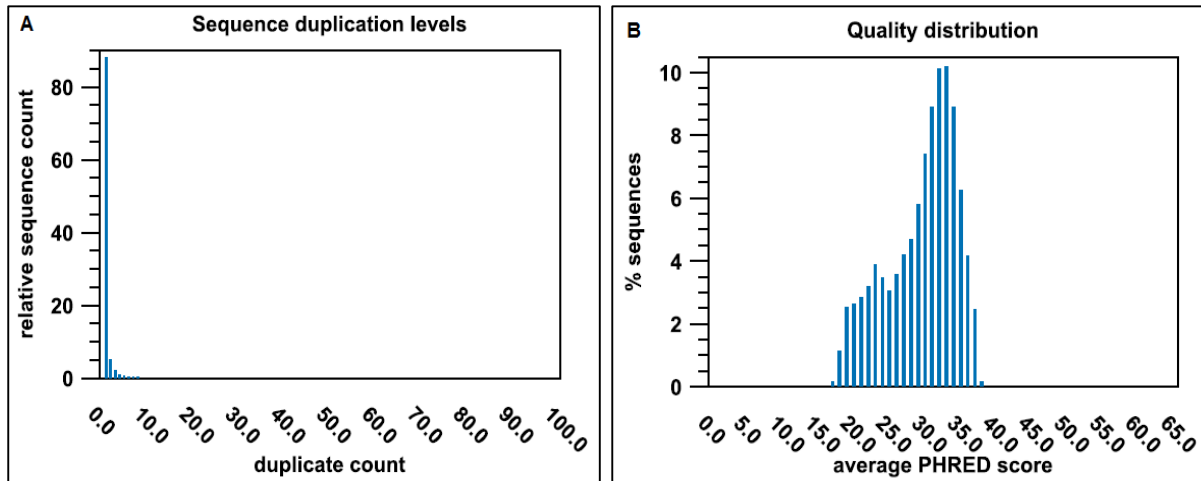 A
Sequence duplication levels
relative sequence count
80
60
40
20
0
0.0 10.0 20.0 30.0 40.0 50.0 60.0 70.0 80.0 90.0 100.0
duplicate count
B
Quality distribution
% sequences
10
8
6
4
2
0
0.0 5.0 10.0 15.0 20.0 25.0 30.0 35.0 40.0 45.0 50.0 55.0 60.0 65.0
average PHRED score